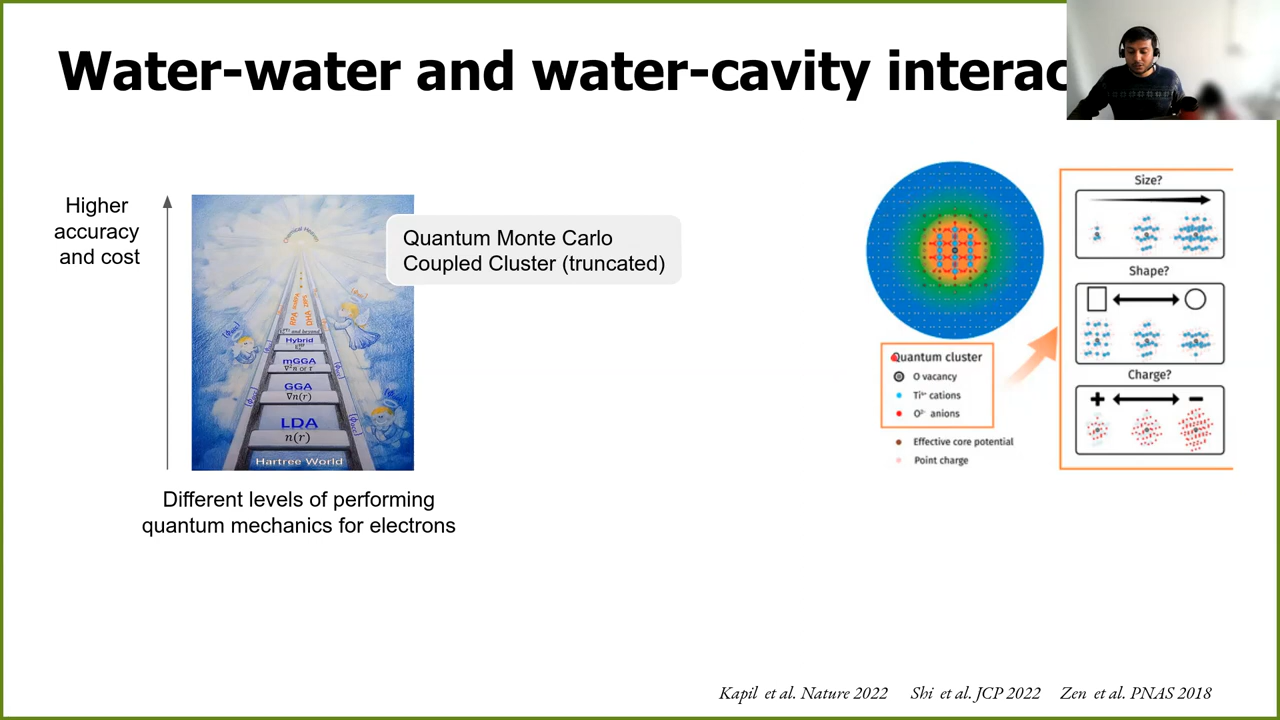 Water-water and water-cavity interac
Higher
accuracy
and cost
Chemical Heaven
Quantum Monte Carlo
Coupled Cluster (truncated)
Hybrid
mGGA
∇²n or τ
GGA
∇n(r)
LDA
n(r)
Hartree World
Different levels of performing
quantum mechanics for electrons
Quantum cluster
O vacancy
Ti⁴⁺ cations
O²⁻ anions
Effective core potential
Point charge
Size?
Shape?
Charge?
+ −
Kapil et al. Nature 2022 Shi et al. JCP 2022 Zen et al. PNAS 2018